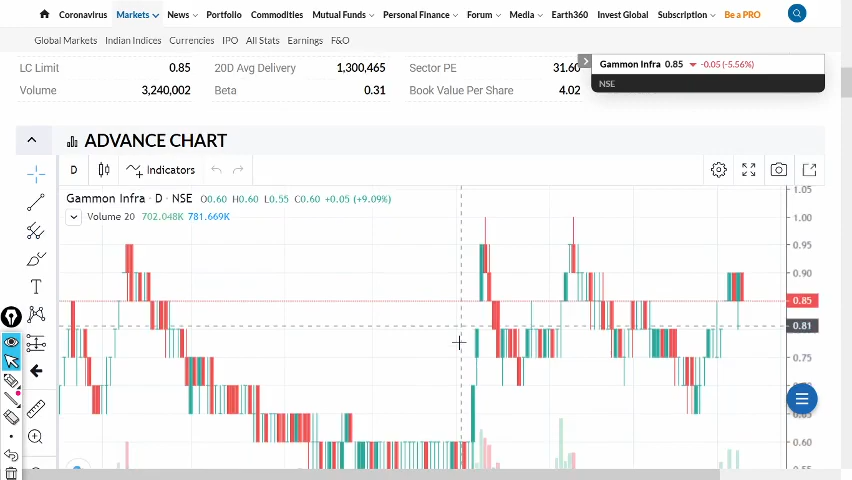 Coronavirus Markets News Portfolio Commodities Mutual Funds Personal Finance Forum Media Earth360 Invest Global Subscription Be a PRO
Global Markets Indian Indices Currencies IPO All Stats Earnings F&O
LC Limit 0.85 20D Avg Delivery 1,300,465 Sector PE 31.60
Gammon Infra 0.85 -0.05 (-5.56%)
NSE
Volume 3,240,002 Beta 0.31 Book Value Per Share 4.02
ADVANCE CHART
D Indicators
Gammon Infra · D · NSE O0.60 H0.60 L0.55 C0.60 +0.05 (+9.09%)
Volume 20 702.048K 781.669K
1.05
1.00
0.95
0.90
0.85
0.81
0.75
0.60